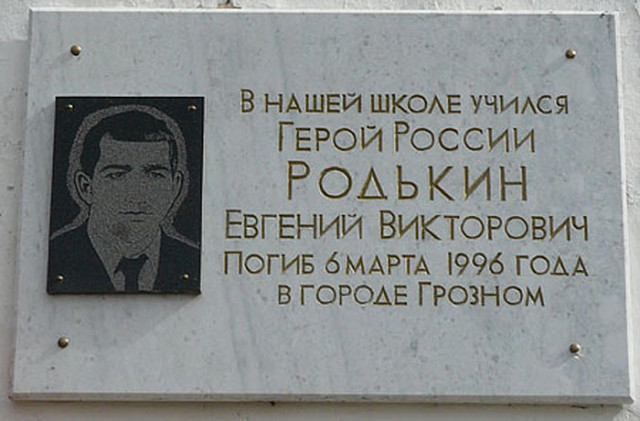 В НАШЕЙ ШКОЛЕ УЧИЛСЯ
ГЕРОЙ РОССИИ
РОДЬКИН
ЕВГЕНИЙ ВИКТОРОВИЧ
ПОГИБ 6 МАРТА 1996 ГОДА
В ГОРОДЕ ГРОЗНОМ